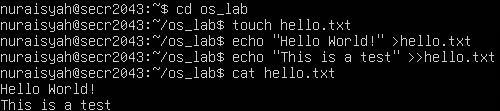 nuraisyah@secr2043:~$ cd os_lab
nuraisyah@secr2043:~/os_lab$ touch hello.txt
nuraisyah@secr2043:~/os_lab$ echo "Hello World!" >hello.txt
nuraisyah@secr2043:~/os_lab$ echo "This is a test" >>hello.txt
nuraisyah@secr2043:~/os_lab$ cat hello.txt
Hello World!
This is a test